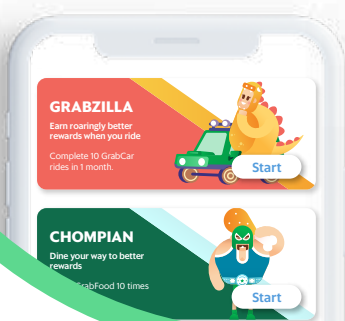 GRABZILLA
Earn roaringly better
rewards when you ride
Complete 10 GrabCar
rides in 1 month.
Start
CHOMPIAN
Dine your way to better
rewards
GrabFood 10 times
Start